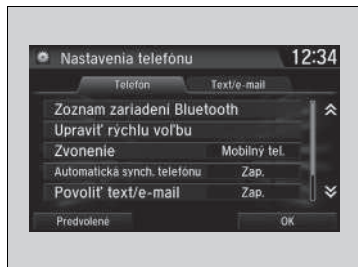 Nastavenia telefónu 12:34
Telefón Text/e-mail
Zoznam zariadení Bluetooth
Upraviť rýchlu voľbu
Zvonenie Mobilný tel.
Automatická synch. telefónu Zap.
Povoliť text/e-mail Zap.
Predvolené OK